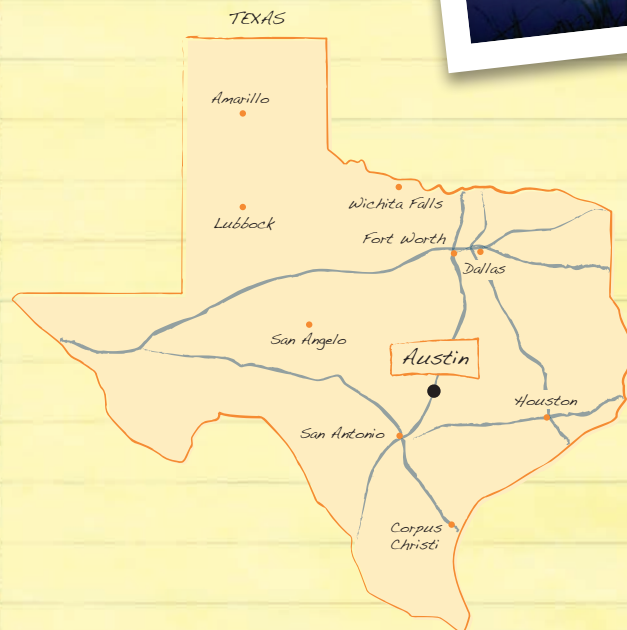 TEXAS
Amarillo
Lubbock
Wichita Falls
Fort Worth
Dallas
San Angelo
Austin
Houston
San Antonio
Corpus
Christi